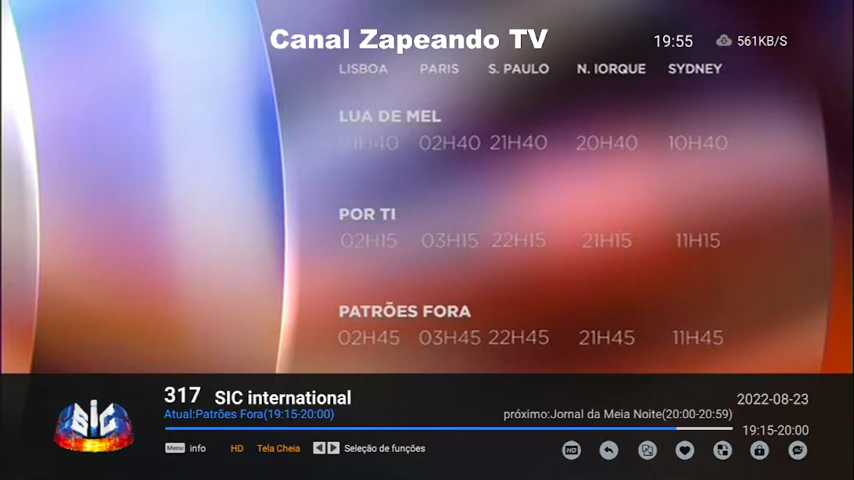 Canal Zapeando TV
19:55 561KB/S
LISBOA PARIS S. PAULO N. IORQUE SYDNEY
LUA DE MEL
01H40 02H40 21H40 20H40 10H40
POR TI
02H15 03H15 22H15 21H15 11H15
PATRÕES FORA
02H45 03H45 22H45 21H45 11H45
317 SIC international
2022-08-23
Atual:Patrões Fora(19:15-20:00)
próximo:Jornal da Meia Noite(20:00-20:59)
SIC
19:15-20:00
Menu info HD Tela Cheia Seleção de funções
HD